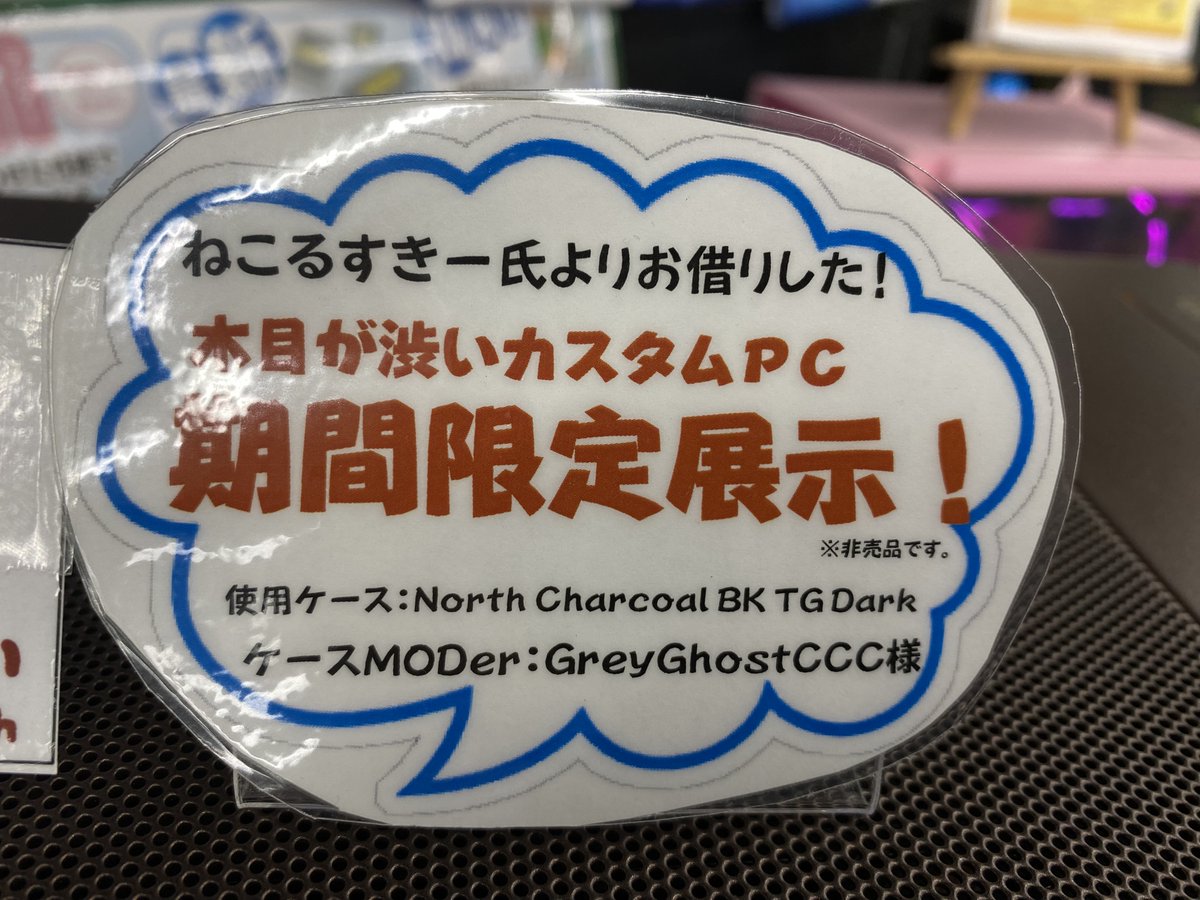 ねこるすきー氏よりお借りした！
木目が渋いカスタムPC
期間限定展示！
※非売品です。
使用ケース：North Charcoal BK TG Dark
ケースMODer：GreyGhostCCC様
い